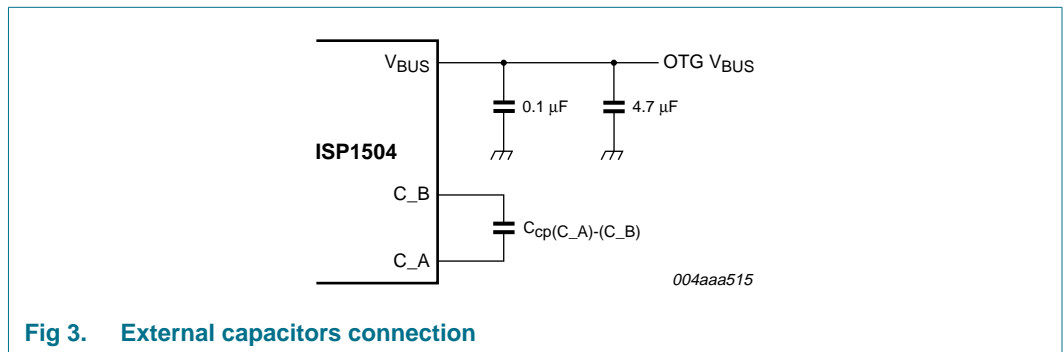 VBUS
OTG VBUS
0.1 μF
4.7 μF
ISP1504
C_B
Ccp(C_A)-(C_B)
C_A
004aaa515
Fig 3. External capacitors connection